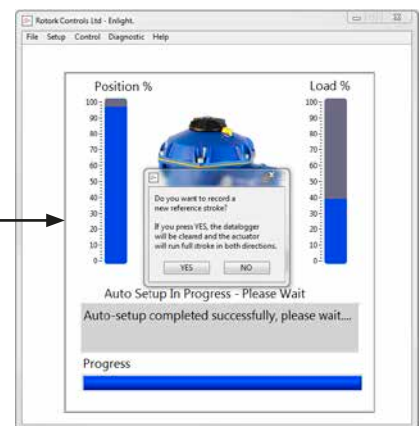 Rotork Controls Ltd - Enlight.
File Setup Control Diagnostic Help
Position %
Load %
100
90
80
70
60
50
40
30
20
10
0
100
90
80
70
60
50
40
30
20
10
0
Do you want to record a
new reference stroke?
If you press YES, the datalogger
will be cleared and the actuator
will run full stroke in both directions.
YES NO
Auto Setup In Progress - Please Wait
Auto-setup completed successfully, please wait....
Progress